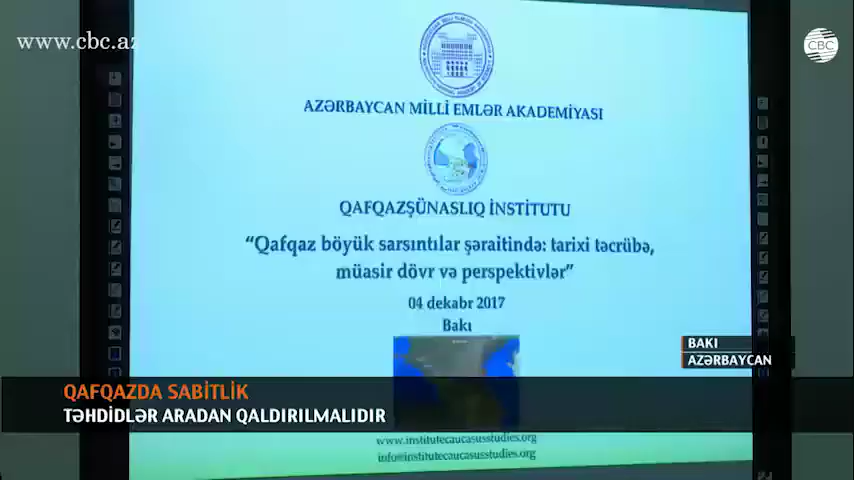 www.cbc.az
CBC
AZƏRBAYCAN MİLLİ EMLƏR AKADEMİYASI
QAFQAZŞÜNASLIQ İNSTİTUTU
“Qafqaz böyük sarsıntılar şəraitində: tarixi təcrübə,
müasir dövr və perspektivlər”
04 dekabr 2017
Bakı
BAKI
AZƏRBAYCAN
QAFQAZDA SABİTLİK
TƏHDİDLƏR ARADAN QALDIRILMALIDIR
www.institutecaucasusstudies.org
info@institutecaucasusstudies.org